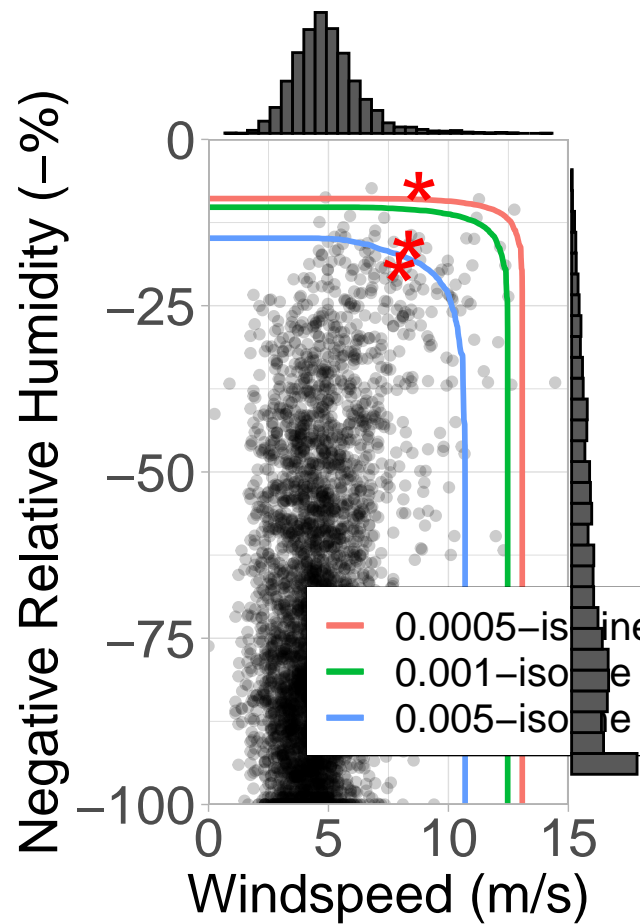 0
−25
−50
−75
−100
Negative Relative Humidity (−%)
0.0005−is ine
0.001−iso e
0.005−iso e
0 5 10 15
Windspeed (m/s)